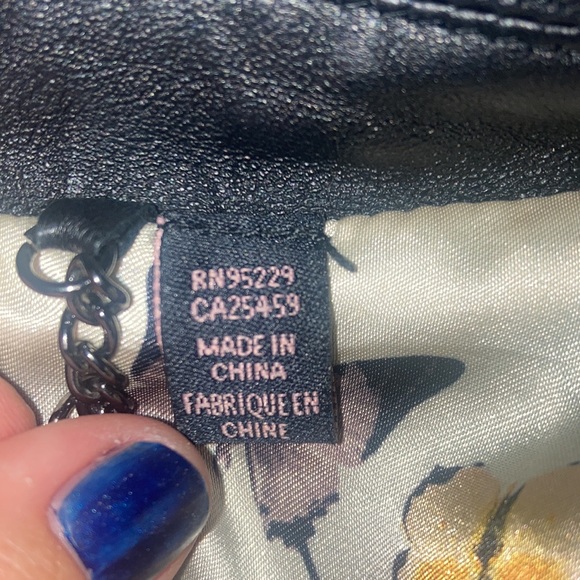 RN95229
CA25459
MADE IN
CHINA
FABRIQUE EN
CHINE